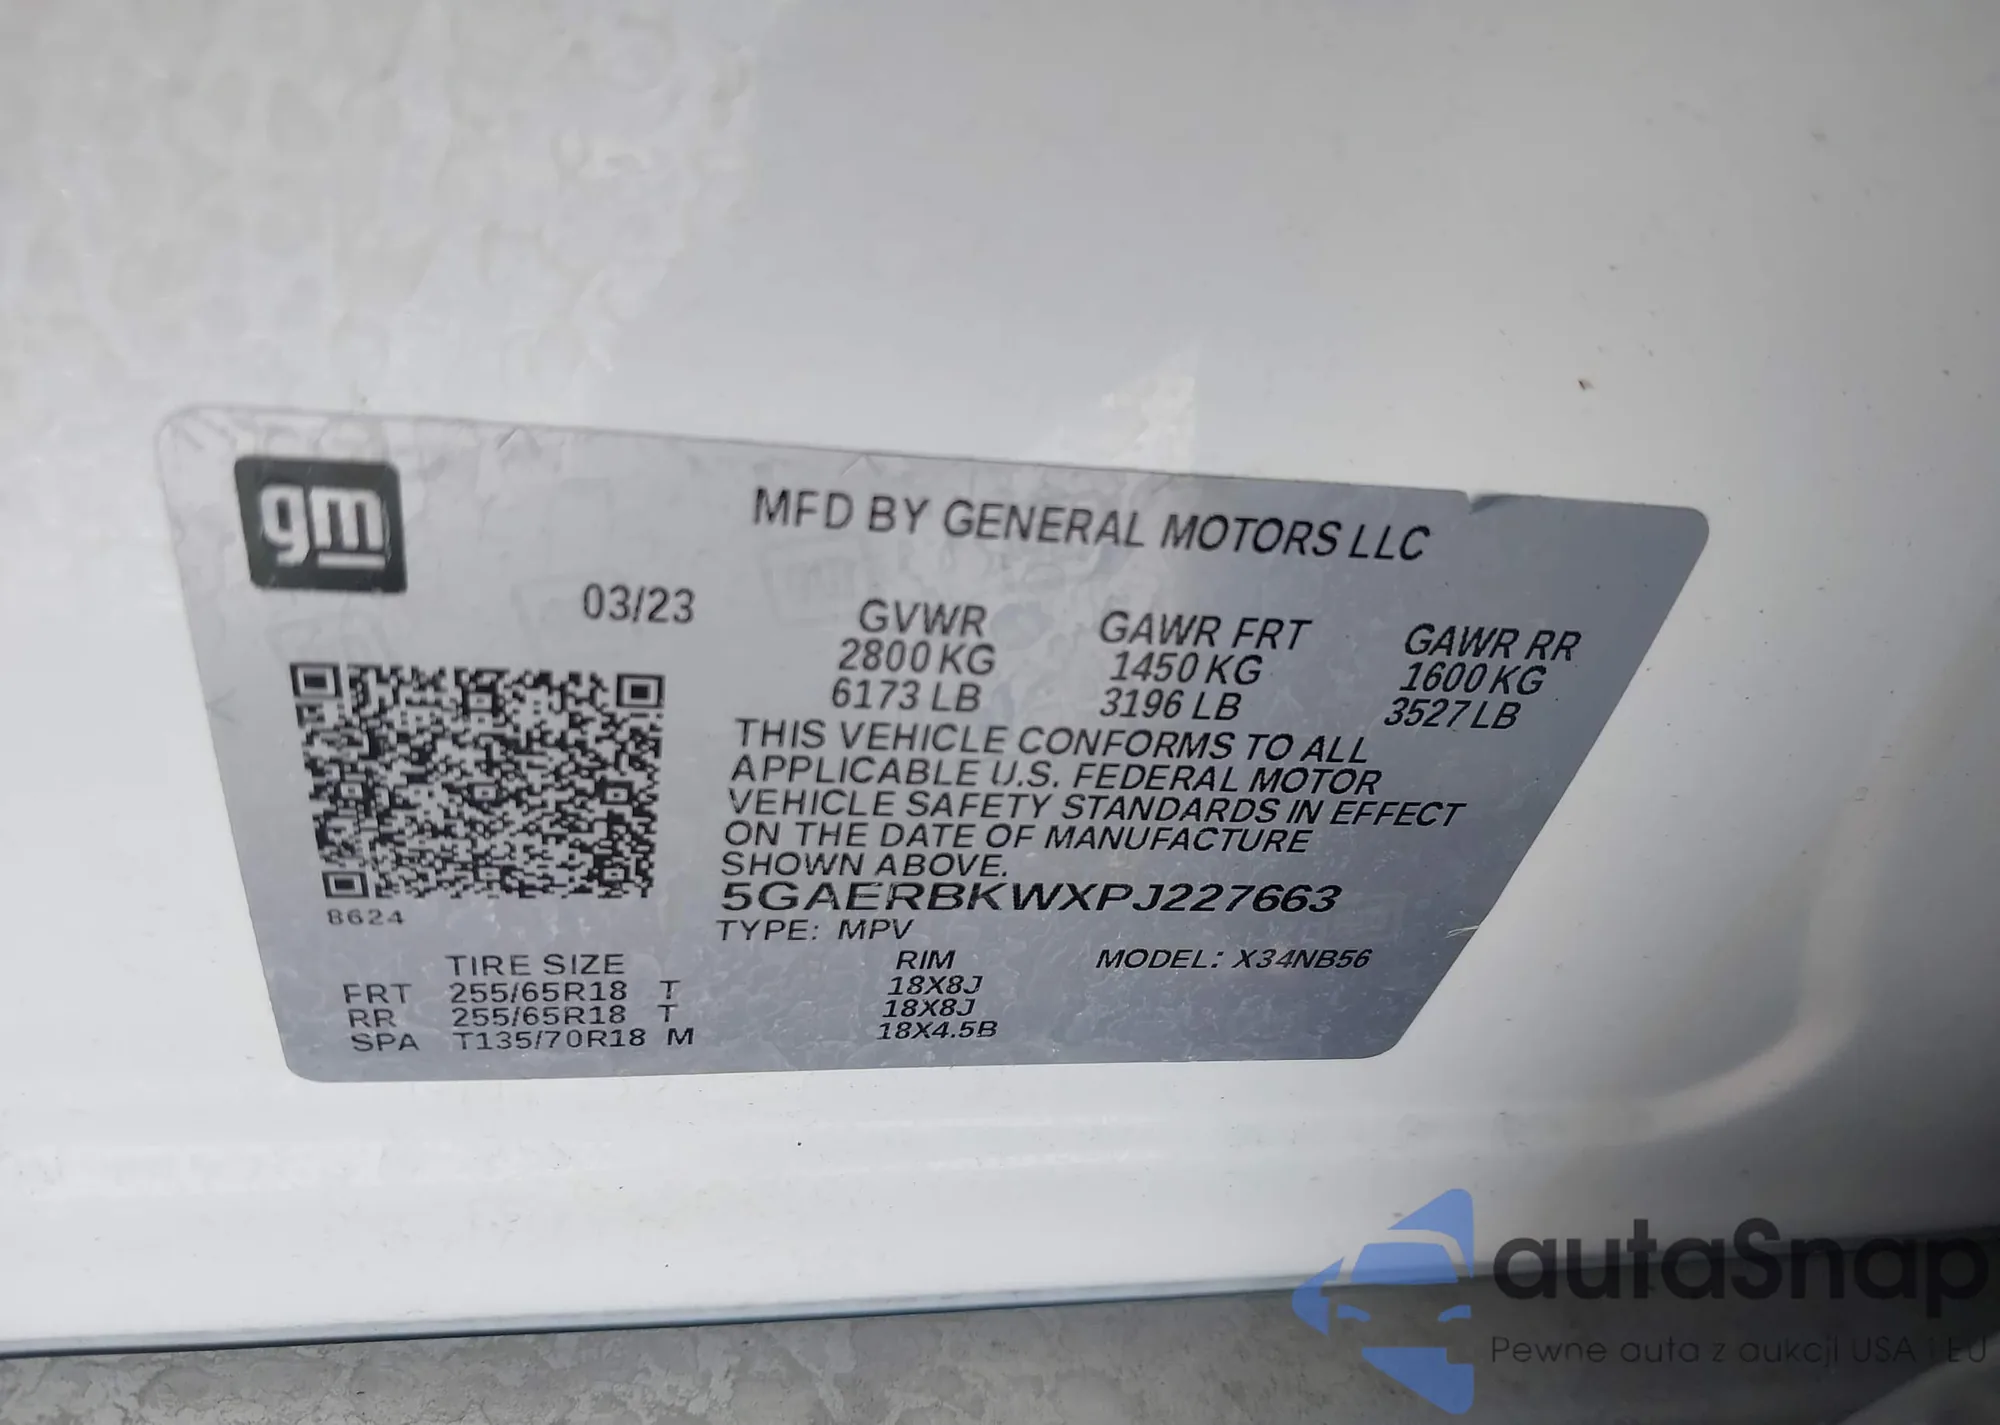 gm
MFD BY GENERAL MOTORS LLC
03/23
GVWR GAWR FRT GAWR RR
2800 KG 1450 KG 1600 KG
6173 LB 3196 LB 3527 LB
THIS VEHICLE CONFORMS TO ALL
APPLICABLE U.S. FEDERAL MOTOR
VEHICLE SAFETY STANDARDS IN EFFECT
ON THE DATE OF MANUFACTURE
SHOWN ABOVE.
5GAERBKWXPJ227663
8624
TYPE: MPV
TIRE SIZE RIM MODEL: X34NB56
FRT 255/65R18 T 18X8J
RR 255/65R18 T 18X8J
SPA T135/70R18 M 18X4.5B
autaSnap
Pewne auta z aukcji USA i EU